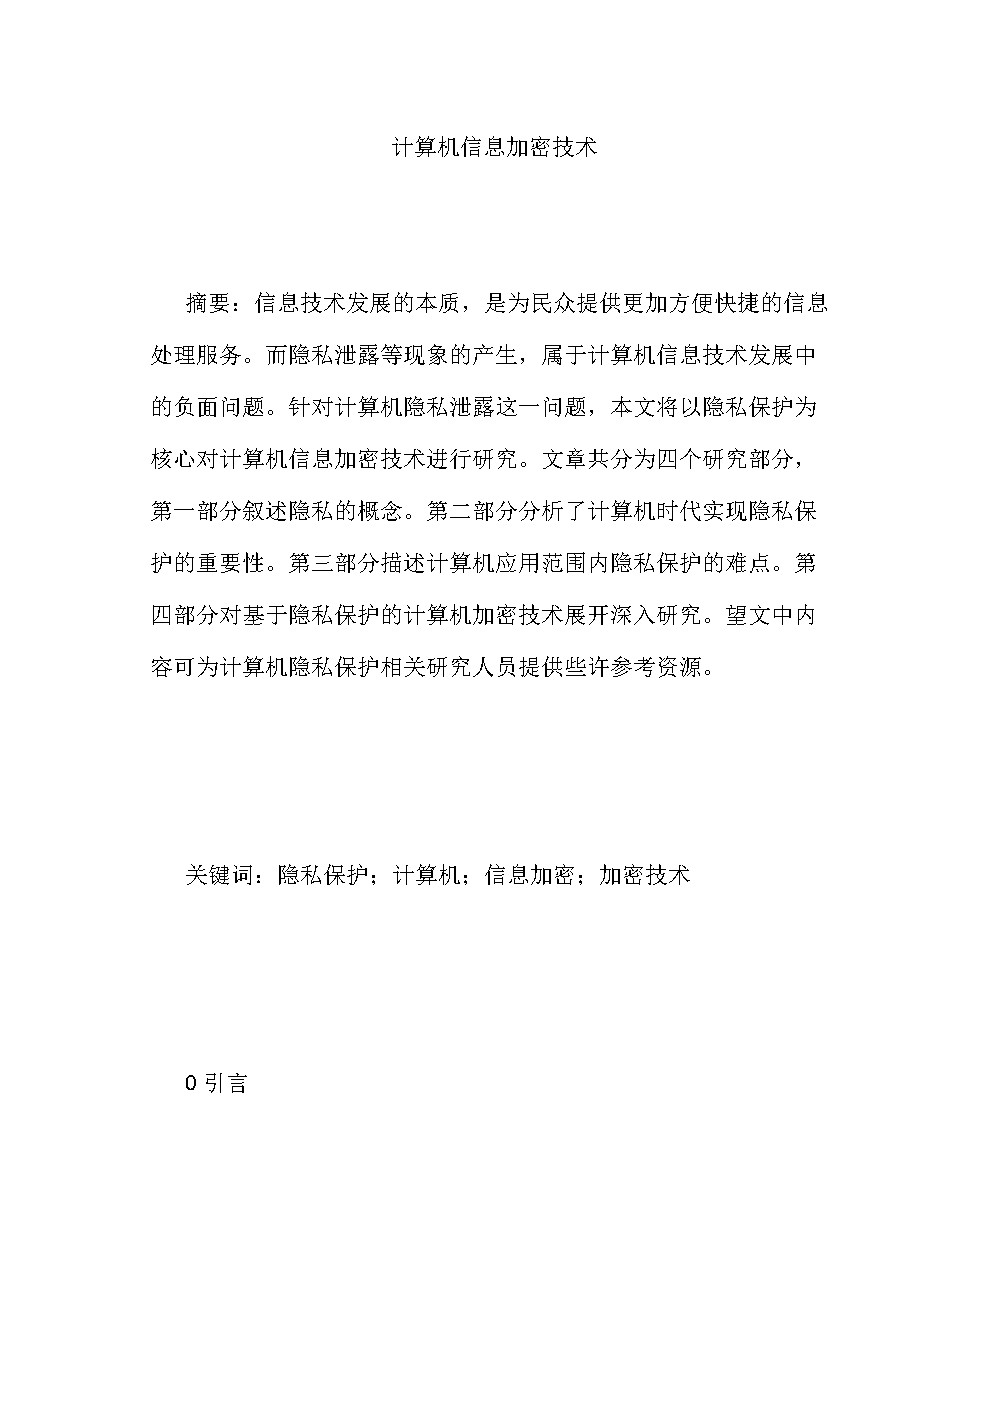 计算机信息加密技术
摘要：信息技术发展的本质，是为民众提供更加方便快捷的信息
处理服务。而隐私泄露等现象的产生，属于计算机信息技术发展中
的负面问题。针对计算机隐私泄露这一问题，本文将以隐私保护为
核心对计算机信息加密技术进行研究。文章共分为四个研究部分，
第一部分叙述隐私的概念。第二部分分析了计算机时代实现隐私保
护的重要性。第三部分描述计算机应用范围内隐私保护的难点。第
四部分对基于隐私保护的计算机加密技术展开深入研究。望文中内
容可为计算机隐私保护相关研究人员提供些许参考资源。
关键词：隐私保护；计算机；信息加密；加密技术
0 引言